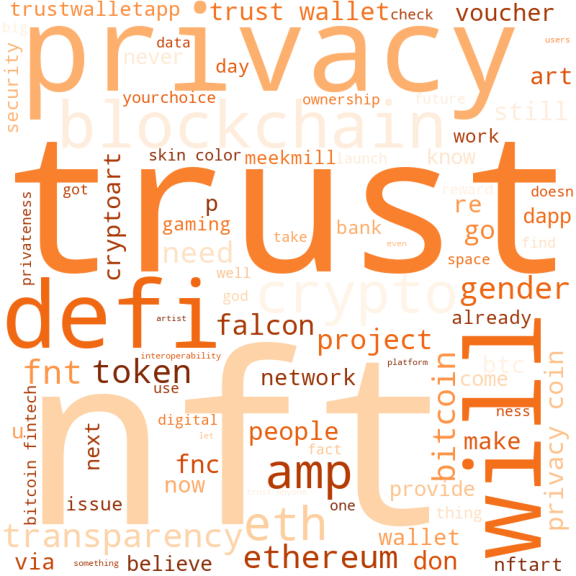 trustwalletapp
trust wallet
check
voucher
big
privacy
security
data
never
day
users
art
yourchoice
ownership
future
still
blockchain
work
skin color
meekmill
launch
know
trust
got
privateness
cryptoart
p
reward
doesn
re
dapp
gaming
bank
go
take
even
find
need
space
well
god
crypto
gender
defi
artist
falcon
already
project
interoperability
fnt
token
network
platform
btc
come
use
will
bitcoin
privacy coin
nft
bitcoin fintech
u
digital
let
people
ness
make
next
fact
fnc
amp
now
provide
issue
one
thing
transparency
eth
wallet
via
something
believe
ethereum
don
nftart